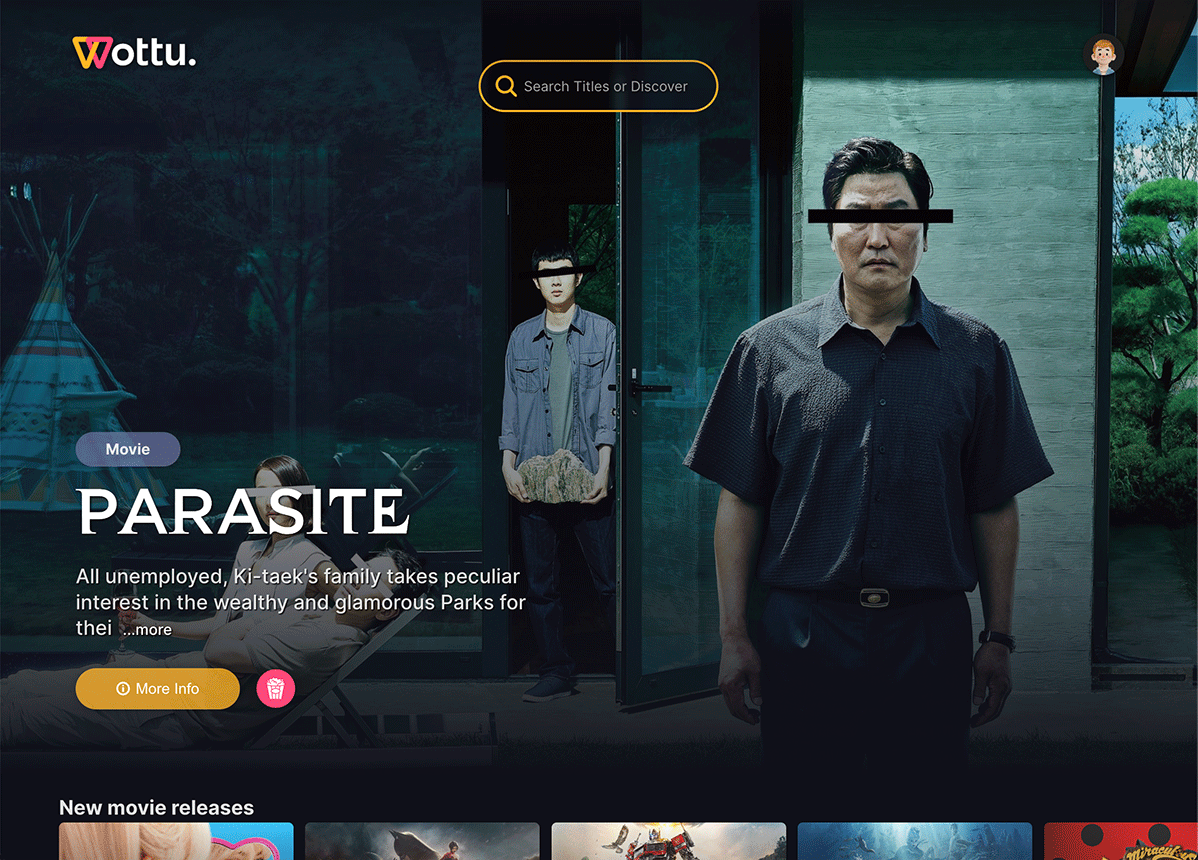 Wottu.
Search Titles or Discover
Movie
PARASITE
All unemployed, Ki-taek's family takes peculiar
interest in the wealthy and glamorous Parks for
thei ...more
More Info
New movie releases
Miraculous